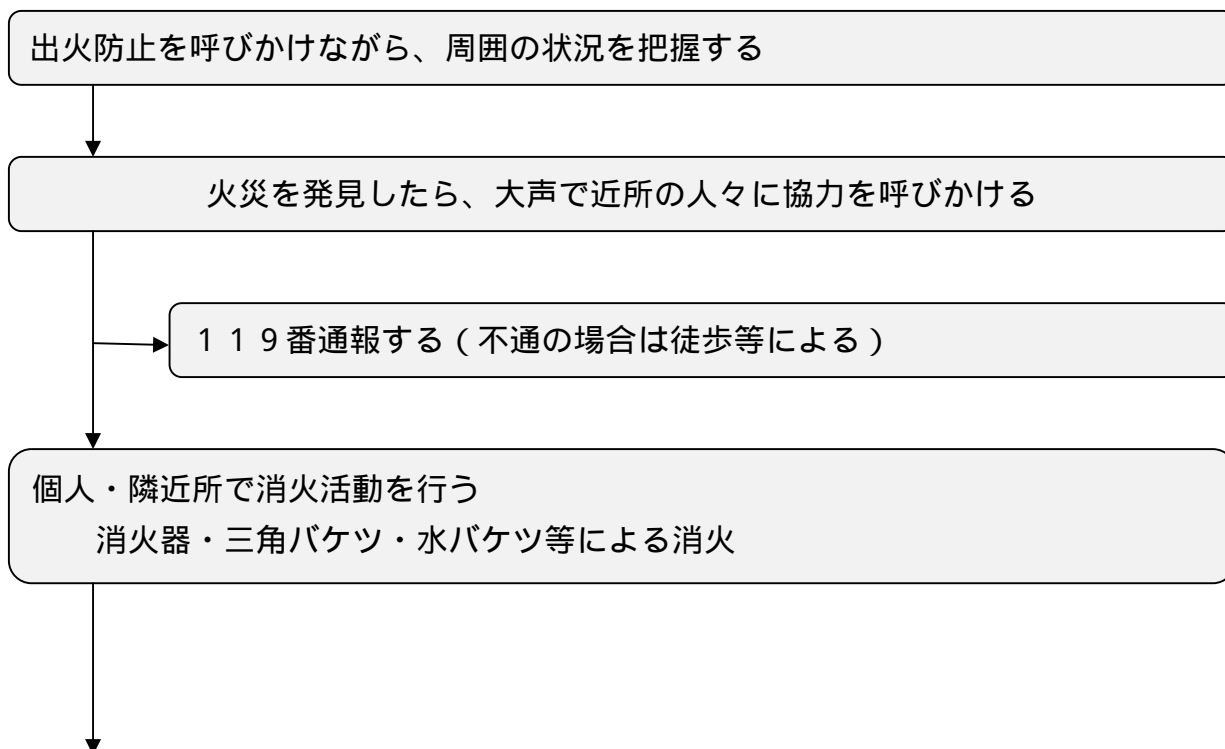 出火防止を呼びかけながら、周囲の状況を把握する
火災を発見したら、大声で近所の人々に協力を呼びかける
１１９番通報する（不通の場合は徒歩等による）
個人・隣近所で消火活動を行う
消火器・三角バケツ・水バケツ等による消火